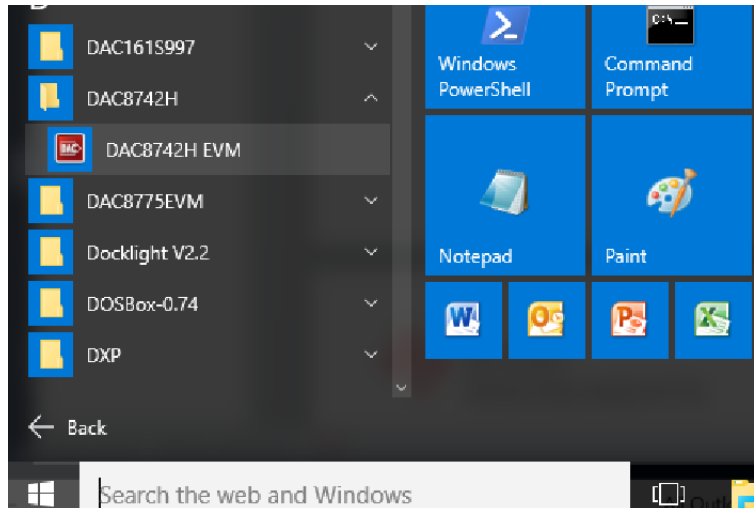 DAC161S997
DAC8742H
DAC8742H EVM
DAC8775EVM
Docklight V2.2
DOSBox-0.74
DXP
Back
Search the web and Windows
Windows
PowerShell
Command
Prompt
Notepad
Paint